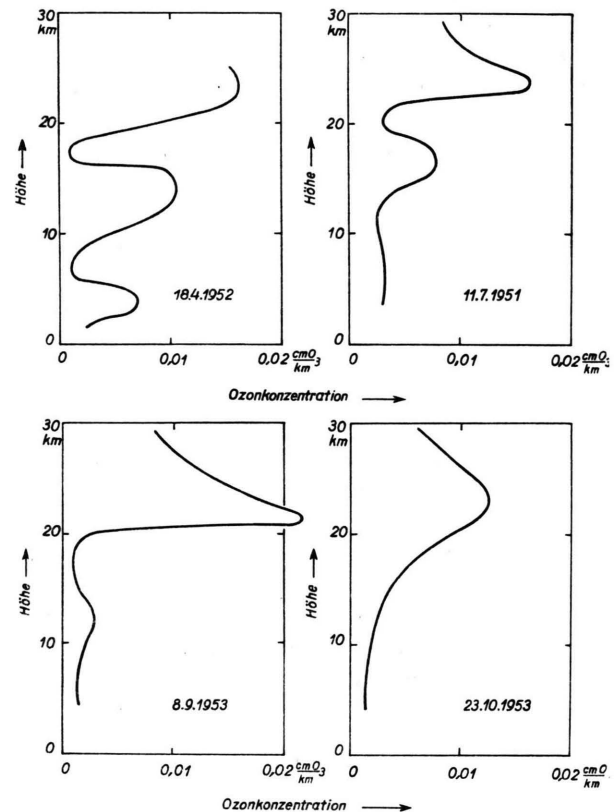 30
km
20
Höhe →
10
0
18.4.1952
0 0,01 0,02 cm O3/km
30
km
20
Höhe →
10
0
11.7.1951
0 0,01 0,02 cm O3/km
Ozonkonzentration →
30
km
20
Höhe →
10
0
8.9.1953
0 0,01 0,02 cm O3/km
30
km
20
Höhe →
10
0
23.10.1953
0 0,01 0,02 cm O/km
Ozonkonzentration →